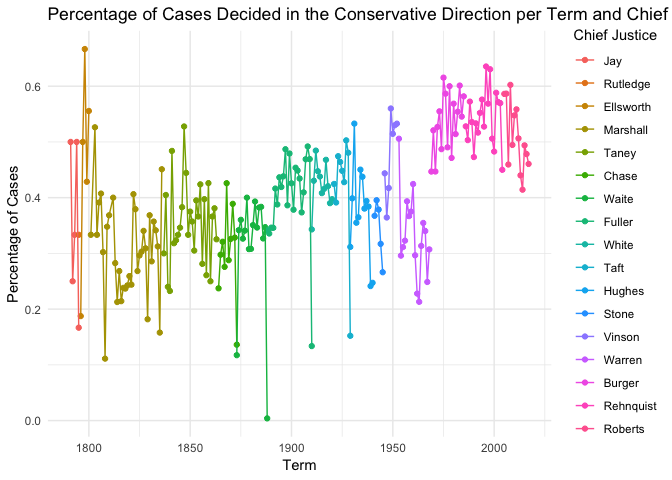 Percentage of Cases Decided in the Conservative Direction per Term and Chief
Chief Justice
Jay
Rutledge
Ellsworth
Marshall
Taney
Chase
Waite
Fuller
White
Taft
Hughes
Stone
Vinson
Warren
Burger
Rehnquist
Roberts
Percentage of Cases
0.6
0.4
0.2
0.0
1800
1850
1900
1950
2000
Term